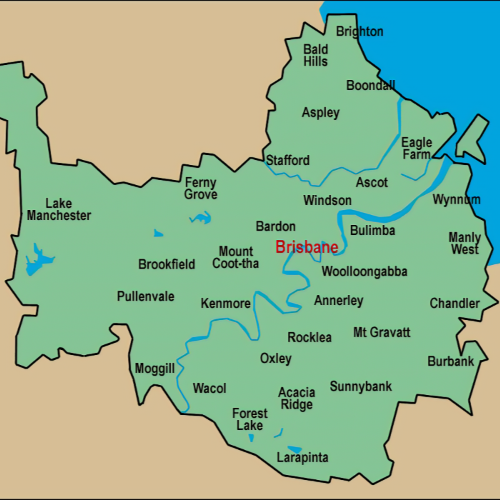 Brighton
Bald
Hills
Boondall
Aspley
Eagle
Farm
Stafford
Ascot
Ferny
Grove
Windson
Wynnum
Lake
Manchester
Bardon
Bulimba
Brisbane
Manly
West
Mount
Coot-tha
Brookfield
Woolloongabba
Pullenvale
Kenmore
Annerley
Chandler
Rocklea
Mt Gravatt
Oxley
Burbank
Moggill
Wacol
Sunnybank
Acacia
Ridge
Forest
Lake
Larapinta